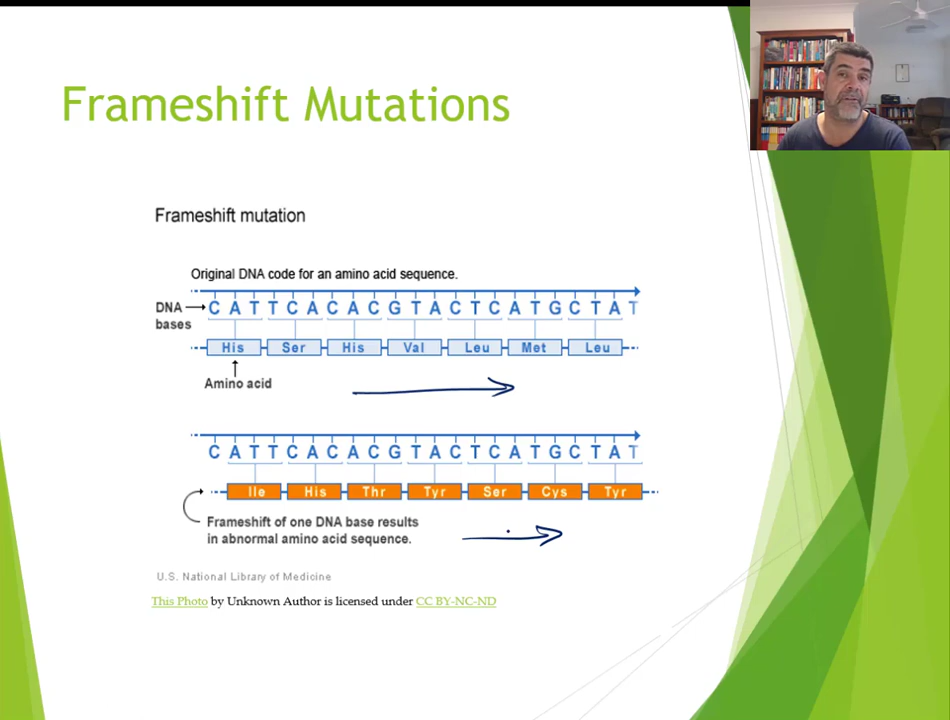 Frameshift Mutations
Frameshift mutation
Original DNA code for an amino acid sequence.
DNA bases
C A T T C A C A C G T A C T C A T G C T A T
His Ser His Val Leu Met Leu
Amino acid
C A T T C A C A C G T A C T C A T G C T A T
Ile His Thr Tyr Ser Cys Tyr
Frameshift of one DNA base results
in abnormal amino acid sequence.
U.S. National Library of Medicine
This Photo by Unknown Author is licensed under CC BY-NC-ND